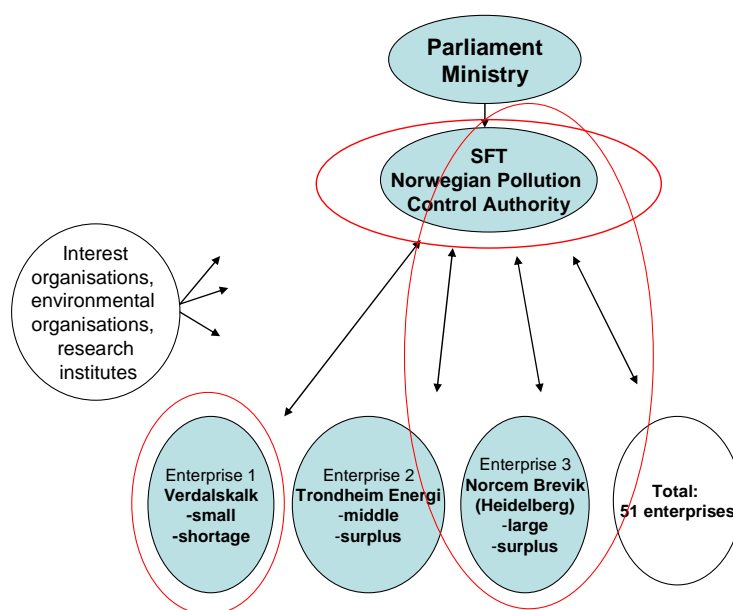 Parliament
Ministry
SFT
Norwegian Pollution
Control Authority
Interest
organisations,
environmental
organisations,
research
institutes
Enterprise 1
Verdalskalk
-small
-shortage
Enterprise 2
Trondheim Energi
-middle
-surplus
Enterprise 3
Norcem Brevik
(Heidelberg)
-large
-surplus
Total:
51 enterprises